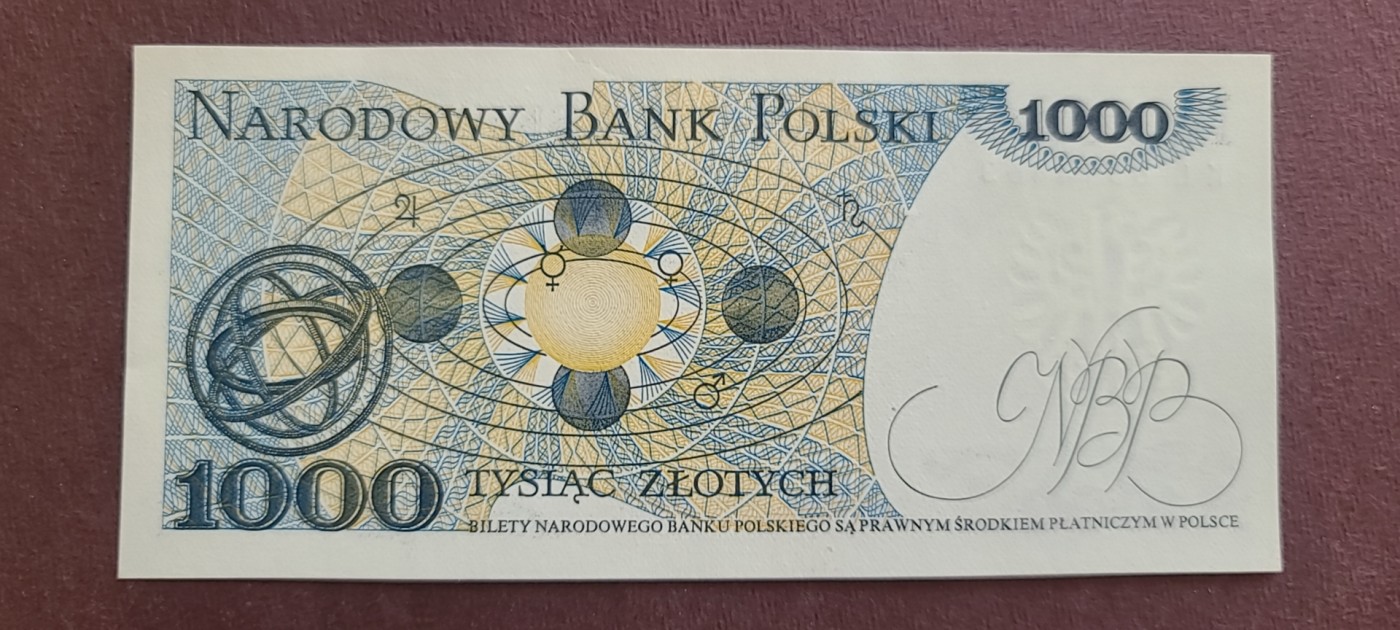 NARODOWY BANK POLSKI
1000
♃
♄
☿ ♀
♂
NBP
1000
TYSIĄC ZŁOTYCH
BILETY NARODOWEGO BANKU POLSKIEGO SĄ PRAWNYM ŚRODKIEM PŁATNICZYM W POLSCE